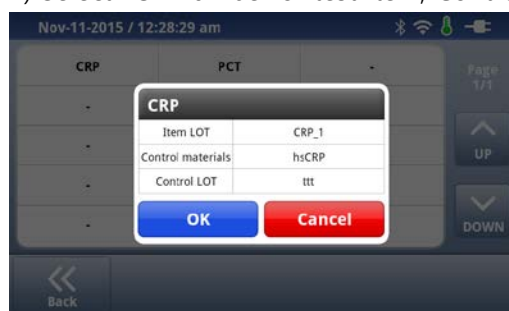 Nov-11-2015 / 12:28:29 am
CRP PCT -
Page
1/1
-
CRP
Item LOT CRP_1
Control materials hsCRP
Control LOT ttt
OK Cancel
-
UP
-
-
DOWN
Back